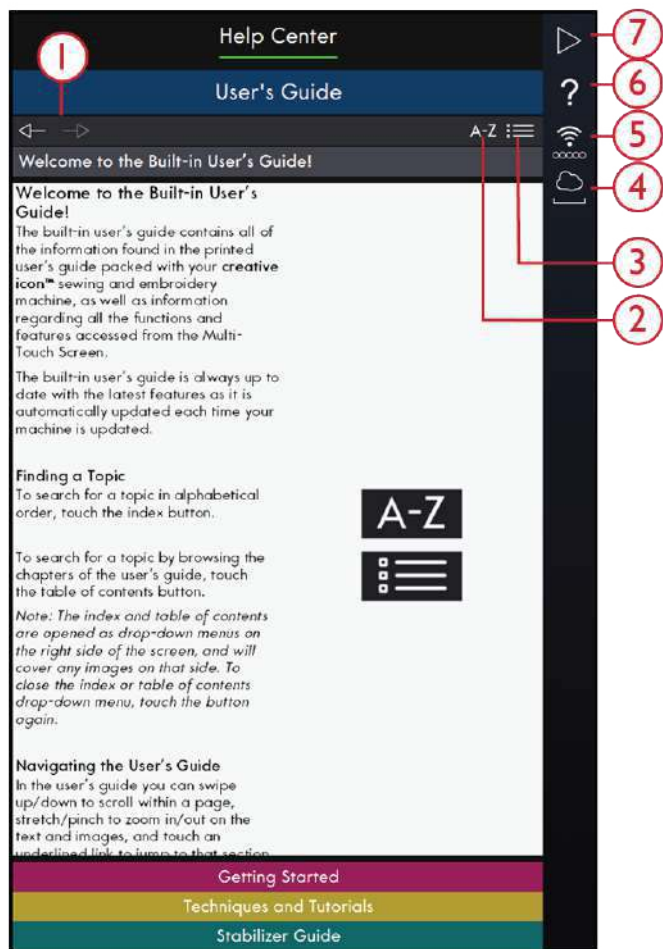 Help Center
User's Guide
A-Z
Welcome to the Built-in User's Guide!
Welcome to the Built-in User's
Guide!
The built-in user's guide contains all of
the information found in the printed
user's guide packed with your creative
icon™ sewing and embroidery
machine, as well as information
regarding all the functions and
features accessed from the Multi-
Touch Screen.
The built-in user's guide is always up to
date with the latest features as it is
automatically updated each time your
machine is updated.
Finding a Topic
To search for a topic in alphabetical
order, touch the index button.
A-Z
To search for a topic by browsing the
chapters of the user's guide, touch
the table of contents button.
Note: The index and table of contents
are opened as drop-down menus on
the right side of the screen, and will
cover any images on that side. To
close the index or table of contents
drop-down menu, touch the button
again.
Navigating the User's Guide
In the user's guide you can swipe
up/down to scroll within a page,
stretch/pinch to zoom in/out on the
text and images, and touch an
underlined link to jump to that section
Getting Started
Techniques and Tutorials
Stabilizer Guide
1
7
?
6
5
4
3
2